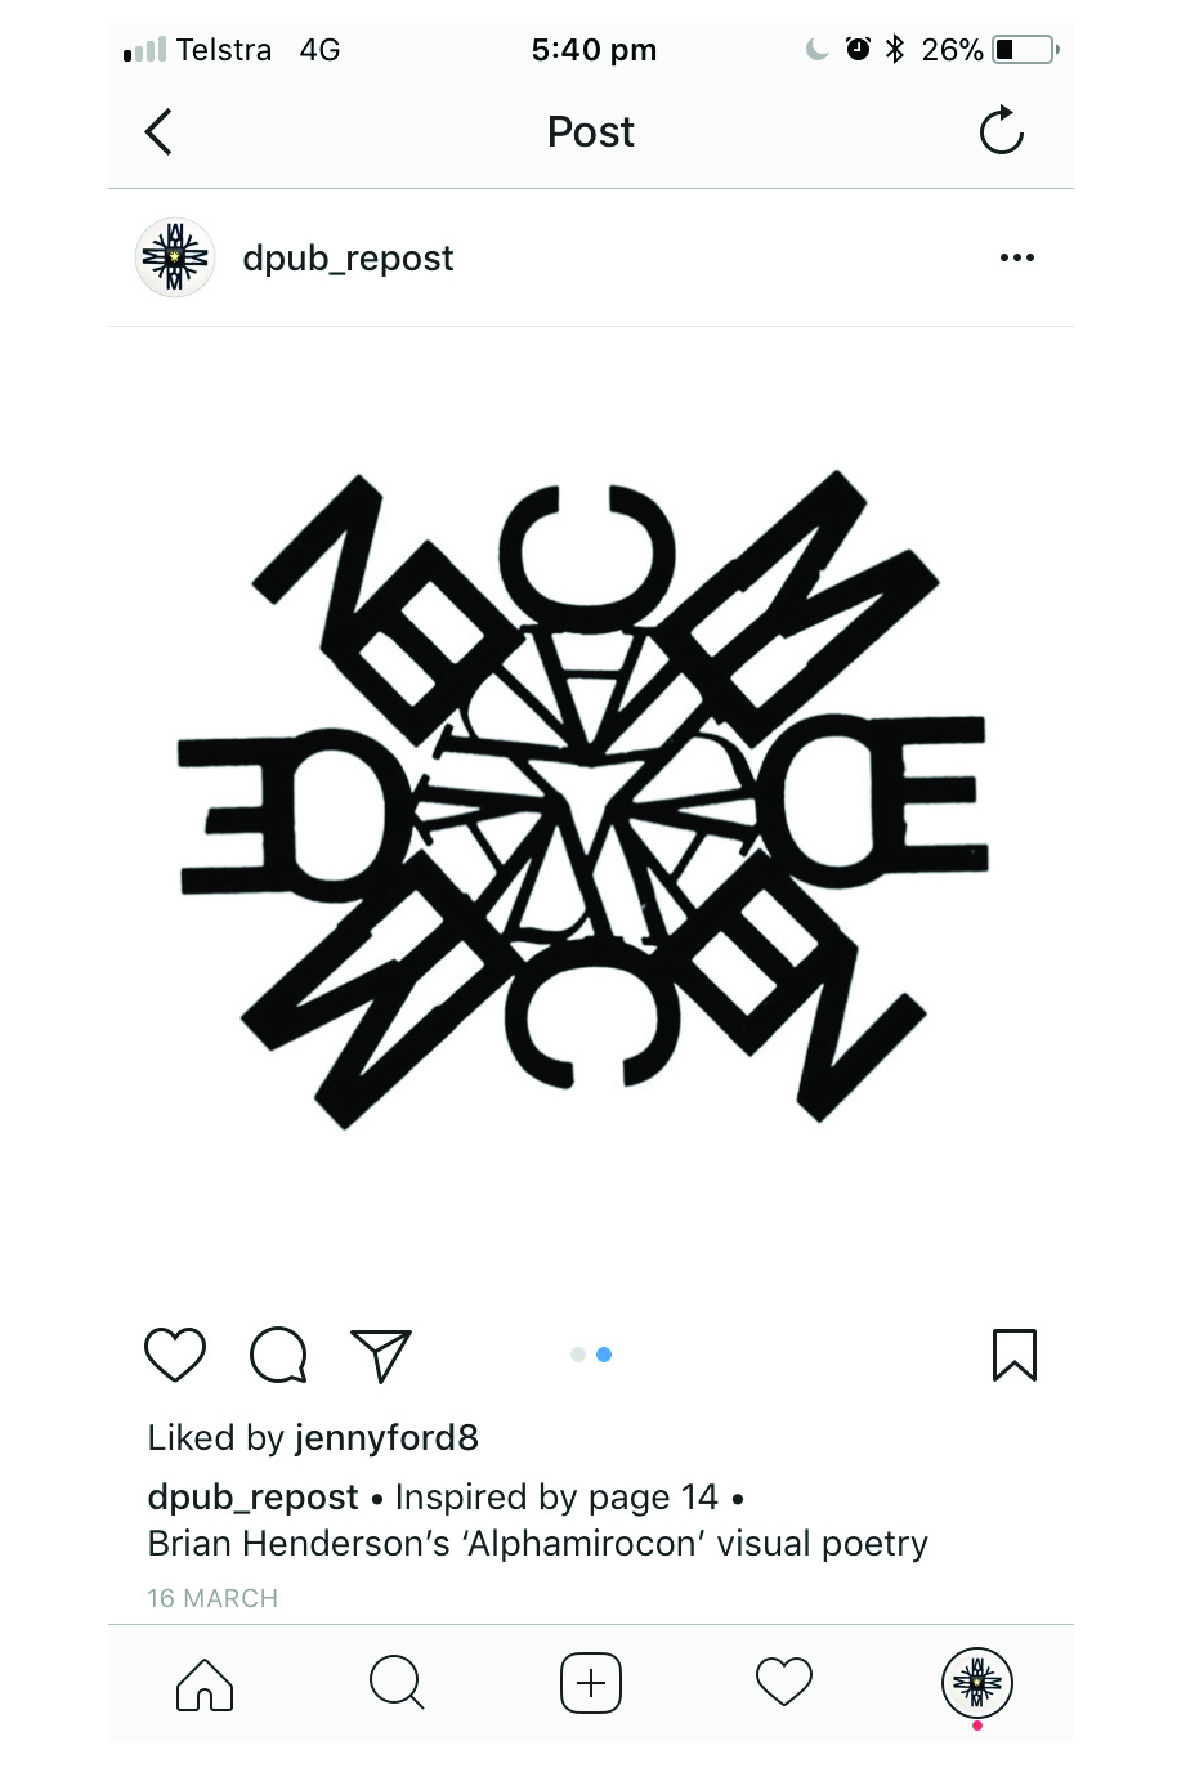 Telstra 4G 5:40 pm 26%
Post
dpub_repost
Liked by jennyford8
dpub_repost • Inspired by page 14 •
Brian Henderson’s ‘Alphamirocon’ visual poetry
16 MARCH